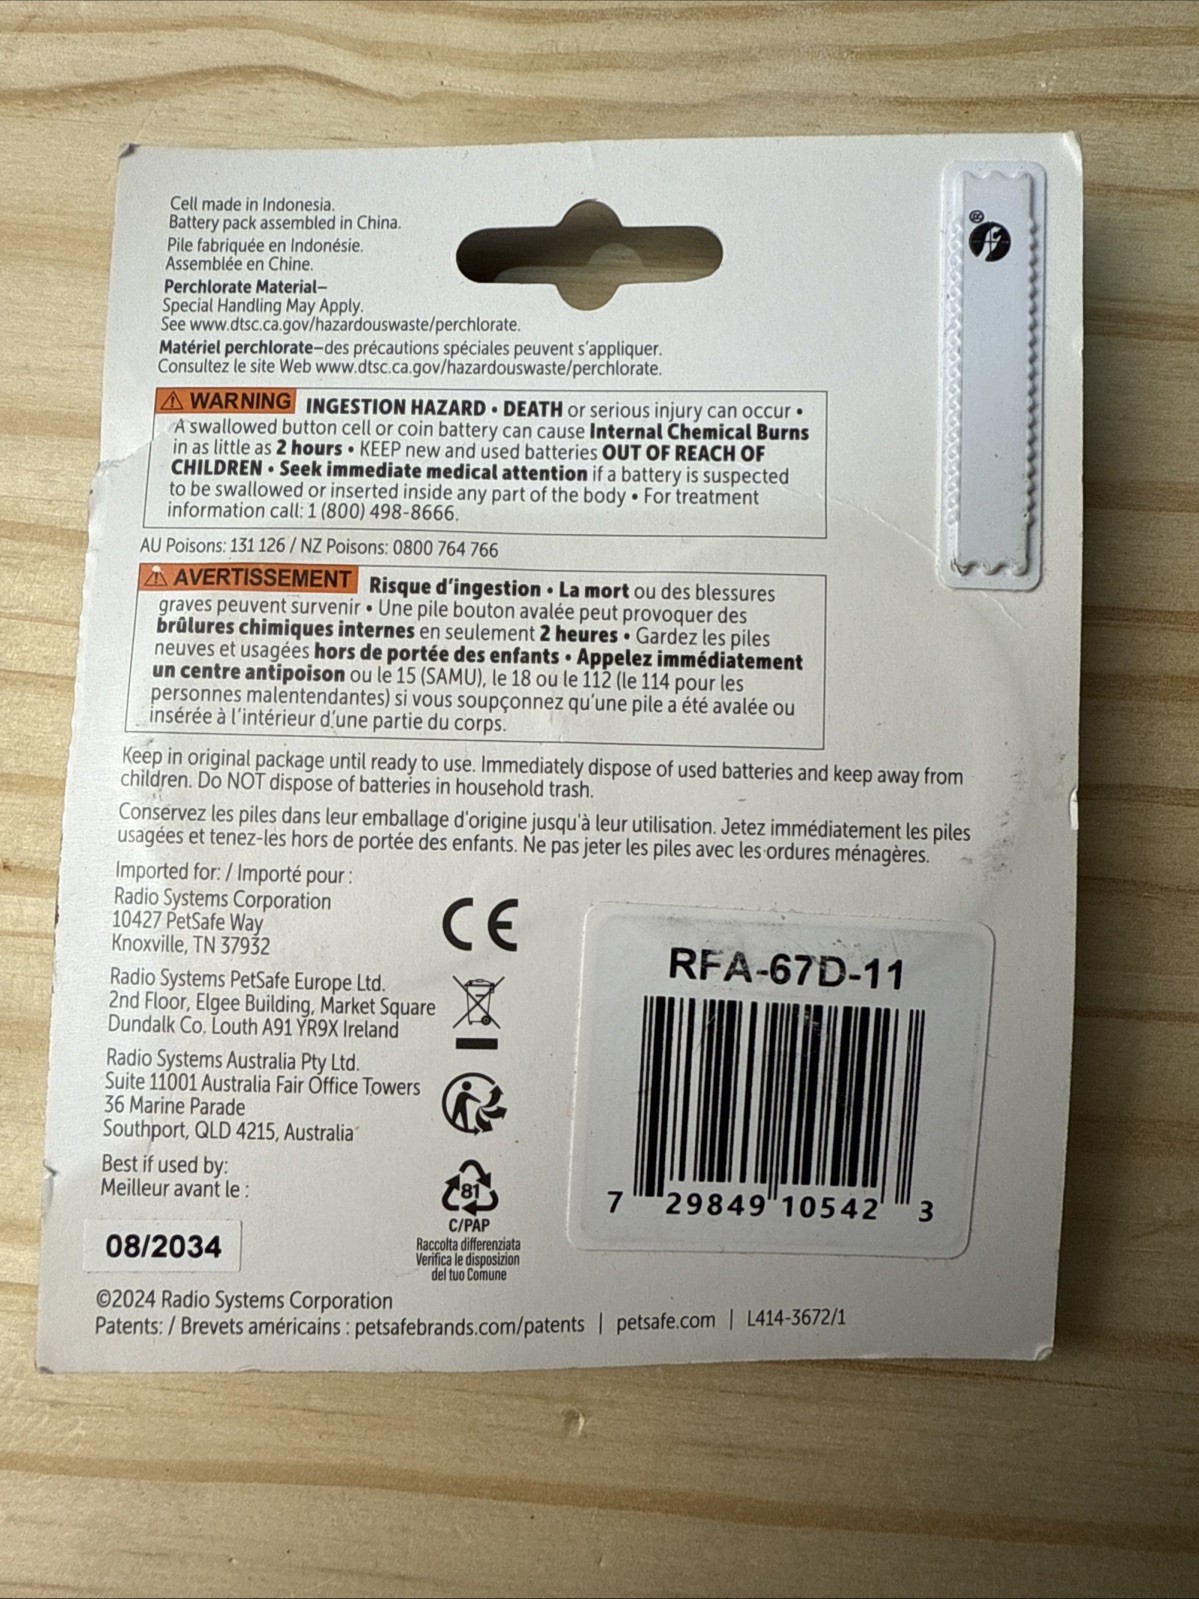 Cell made in Indonesia.
Battery pack assembled in China.
Pile fabriquée en Indonésie.
Assemblée en Chine.
Perchlorate Material–
Special Handling May Apply.
See www.dtsc.ca.gov/hazardouswaste/perchlorate.
Matériel perchlorate–des précautions spéciales peuvent s'appliquer.
Consultez le site Web www.dtsc.ca.gov/hazardouswaste/perchlorate.
WARNING INGESTION HAZARD • DEATH or serious injury can occur •
A swallowed button cell or coin battery can cause Internal Chemical Burns
in as little as 2 hours • KEEP new and used batteries OUT OF REACH OF
CHILDREN • Seek immediate medical attention if a battery is suspected
to be swallowed or inserted inside any part of the body • For treatment
information call: 1 (800) 498-8666.
AU Poisons: 131 126 / NZ Poisons: 0800 764 766
AVERTISSEMENT Risque d'ingestion • La mort ou des blessures
graves peuvent survenir • Une pile bouton avalée peut provoquer des
brûlures chimiques internes en seulement 2 heures • Gardez les piles
neuves et usagées hors de portée des enfants • Appelez immédiatement
un centre antipoison ou le 15 (SAMU), le 18 ou le 112 (le 114 pour les
personnes malentendantes) si vous soupçonnez qu'une pile a été avalée ou
insérée à l'intérieur d'une partie du corps.
Keep in original package until ready to use. Immediately dispose of used batteries and keep away from
children. Do NOT dispose of batteries in household trash.
Conservez les piles dans leur emballage d'origine jusqu'à leur utilisation. Jetez immédiatement les piles
usagées et tenez-les hors de portée des enfants. Ne pas jeter les piles avec les ordures ménagères.
Imported for: / Importé pour :
Radio Systems Corporation
10427 PetSafe Way
Knoxville, TN 37932
Radio Systems PetSafe Europe Ltd.
2nd Floor, Elgee Building, Market Square
Dundalk Co. Louth A91 YR9X Ireland
Radio Systems Australia Pty Ltd.
Suite 11001 Australia Fair Office Towers
36 Marine Parade
Southport, QLD 4215, Australia
Best if used by:
Meilleur avant le :
08/2034
CE
81
C/PAP
Raccolta differenziata
Verifica le disposizion
del tuo Comune
RFA-67D-11
7 29849 10542 3
©2024 Radio Systems Corporation
Patents: / Brevets américains : petsafebrands.com/patents | petsafe.com | L414-3672/1
®